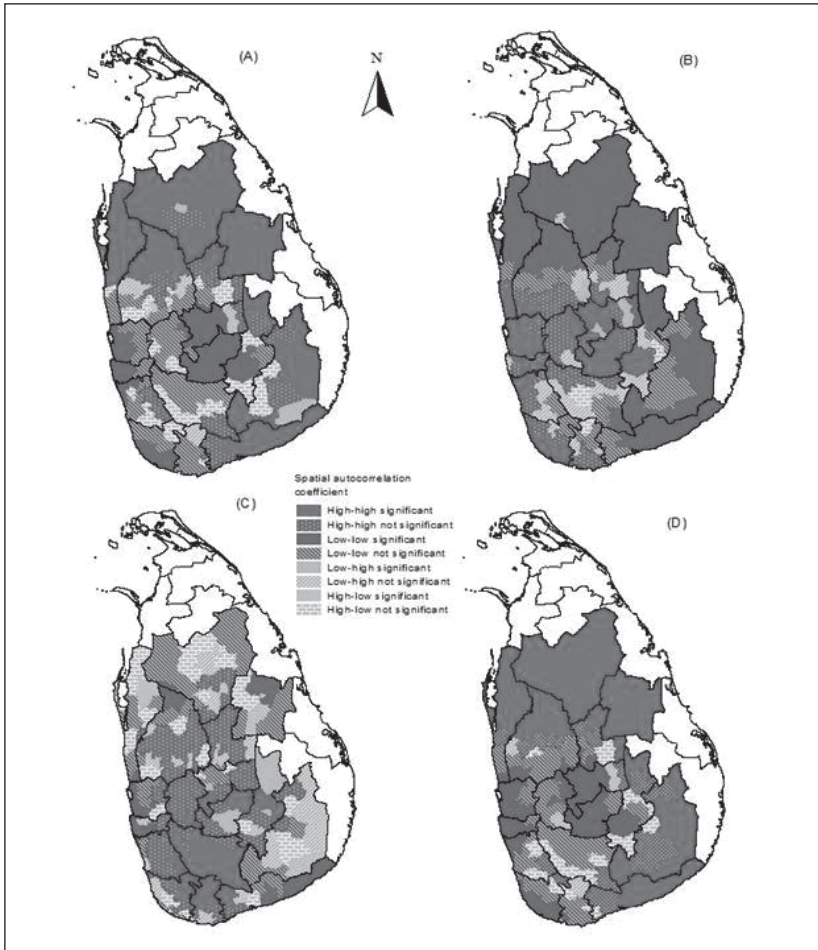 (A)
N
(B)
Spatial autocorrelation
coefficient
(C)
High-high significant
(D)
High-high not significant
Low-low significant
Low-low not significant
Low-high significant
Low-high not significant
High-low significant
High-low not significant